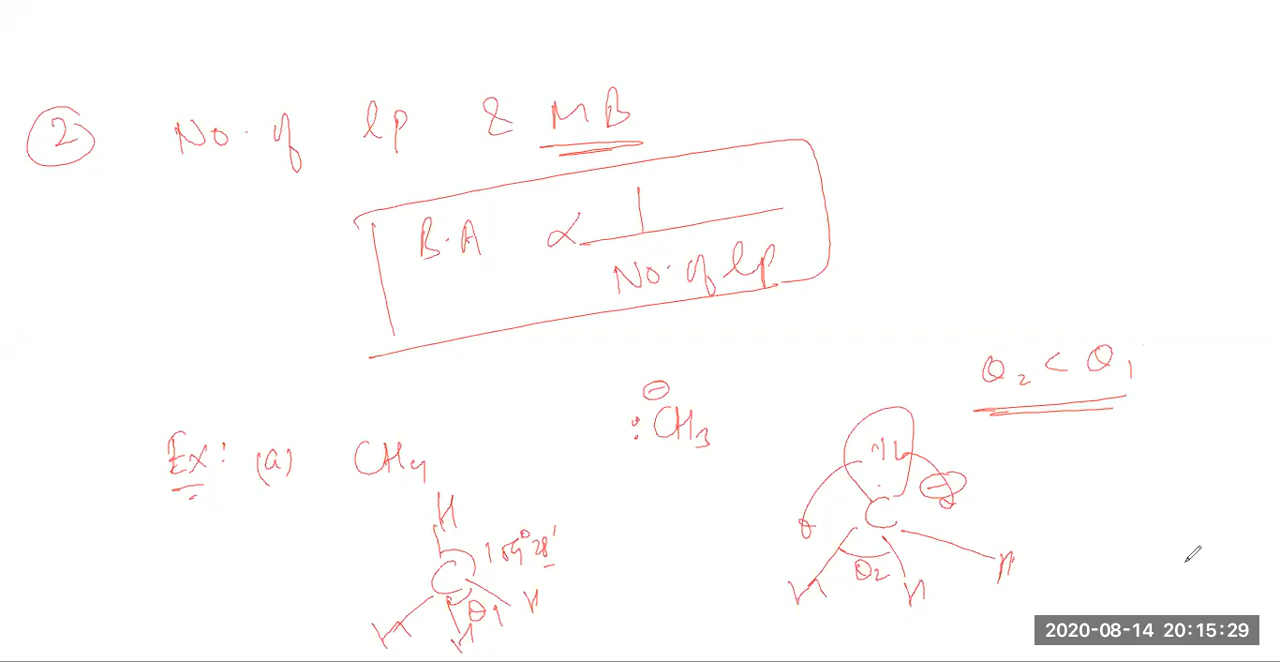 ② No. of lp & MB
B.A ∝ 1
No. of lp
θ₂ < θ₁
⊖
Ex: (a) CH₄ :CH₃
H
109°28'
C
H H H
θ₁
⊖
C
θ₂
H H H
2020-08-14 20:15:29